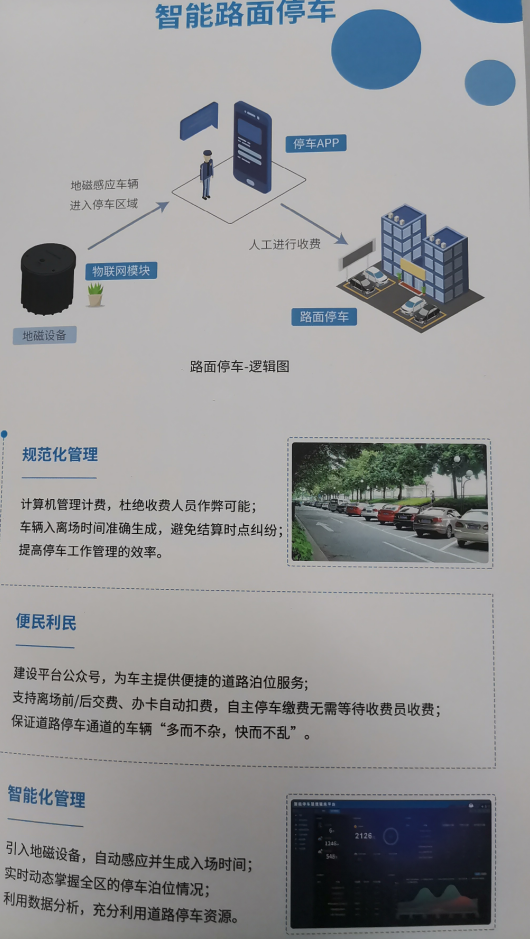 智能路面停车
停车APP
地磁感应车辆
进入停车区域
人工进行收费
物联网模块
路面停车
地磁设备
路面停车-逻辑图
规范化管理
计算机管理计费，杜绝收费人员作弊可能；
车辆入离场时间准确生成，避免结算时点纠纷；
提高停车工作管理的效率。
便民利民
建设平台公众号，为车主提供便捷的道路泊位服务；
支持离场前/后交费、办卡自动扣费，自主停车缴费无需等待收费员收费；
保证道路停车通道的车辆“多而不杂，快而不乱”。
智能化管理
引入地磁设备，自动感应并生成入场时间；
实时动态掌握全区的停车泊位情况；
利用数据分析，充分利用道路停车资源。
2126